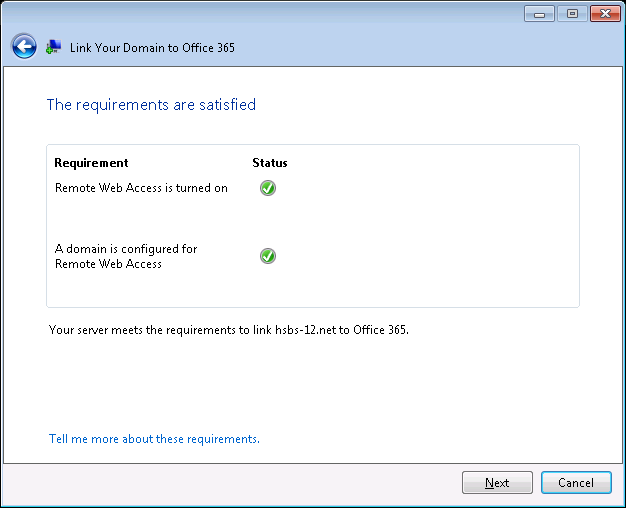 Link Your Domain to Office 365
The requirements are satisfied
Requirement Status
Remote Web Access is turned on
A domain is configured for
Remote Web Access
Your server meets the requirements to link hsbs-12.net to Office 365.
Tell me more about these requirements.
Next Cancel